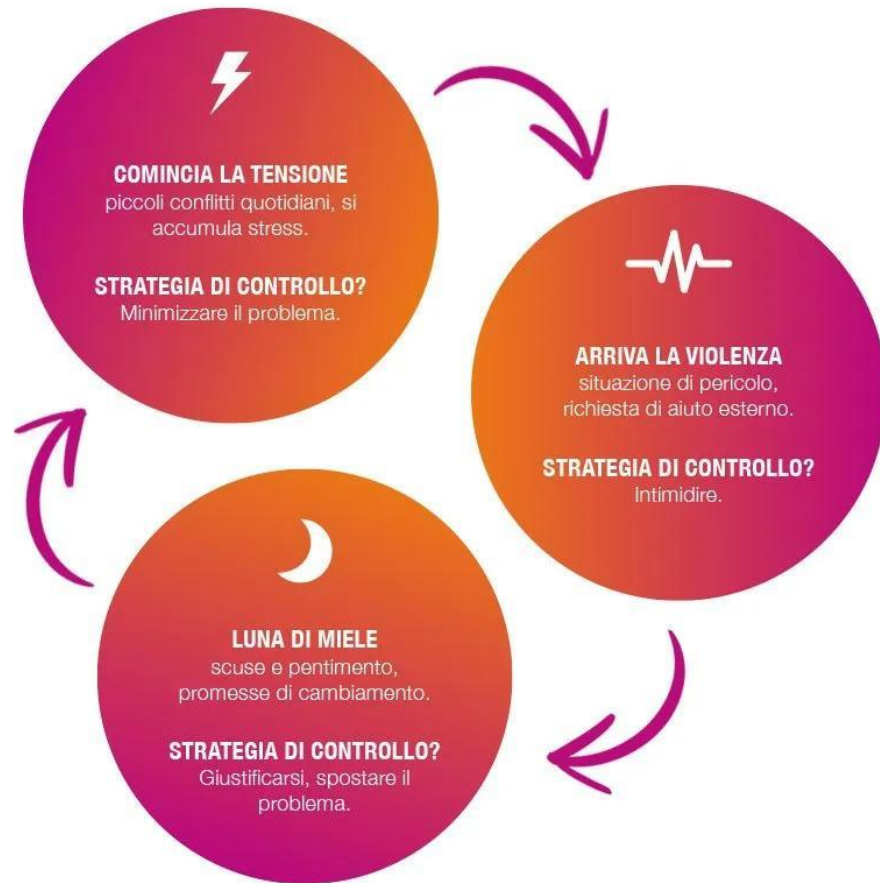 COMINCIA LA TENSIONE
piccoli conflitti quotidiani, si
accumula stress.
STRATEGIA DI CONTROLLO?
Minimizzare il problema.
ARRIVA LA VIOLENZA
situazione di pericolo,
richiesta di aiuto esterno.
STRATEGIA DI CONTROLLO?
Intimidire.
LUNA DI MIELE
scuse e pentimento,
promesse di cambiamento.
STRATEGIA DI CONTROLLO?
Giustificarsi, spostare il
problema.